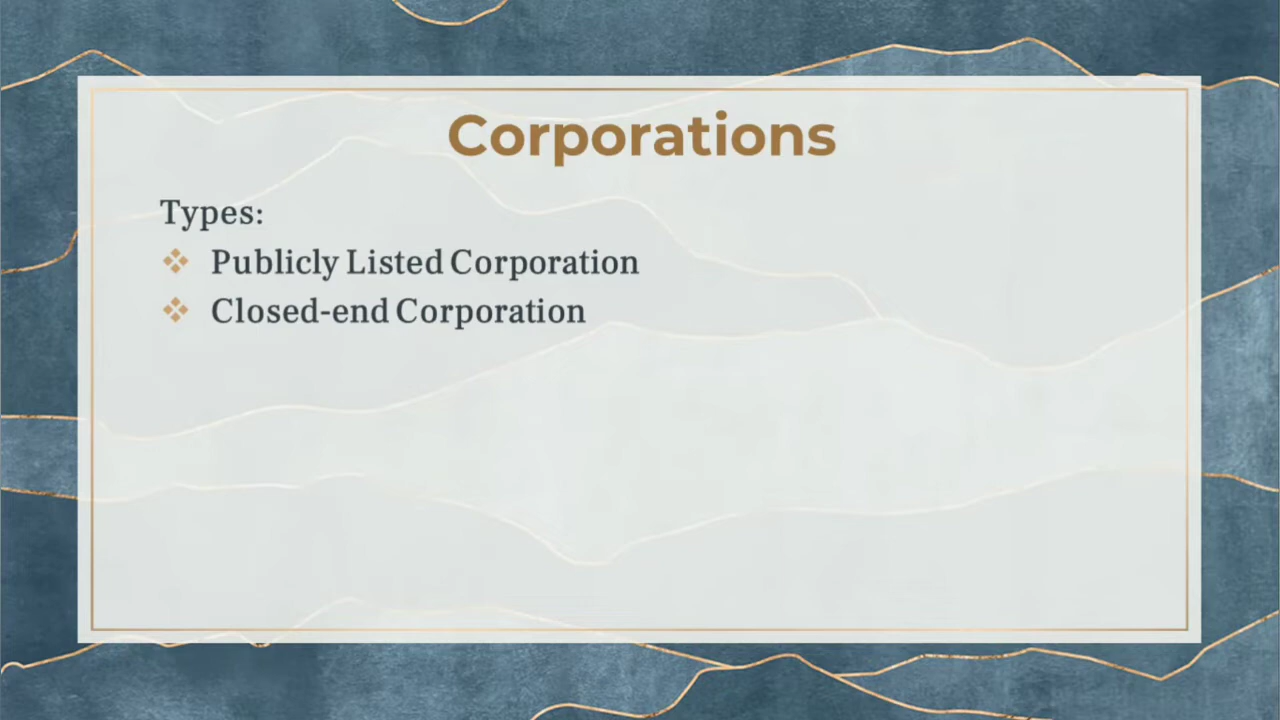 Corporations
Types:
❖ Publicly Listed Corporation
❖ Closed-end Corporation